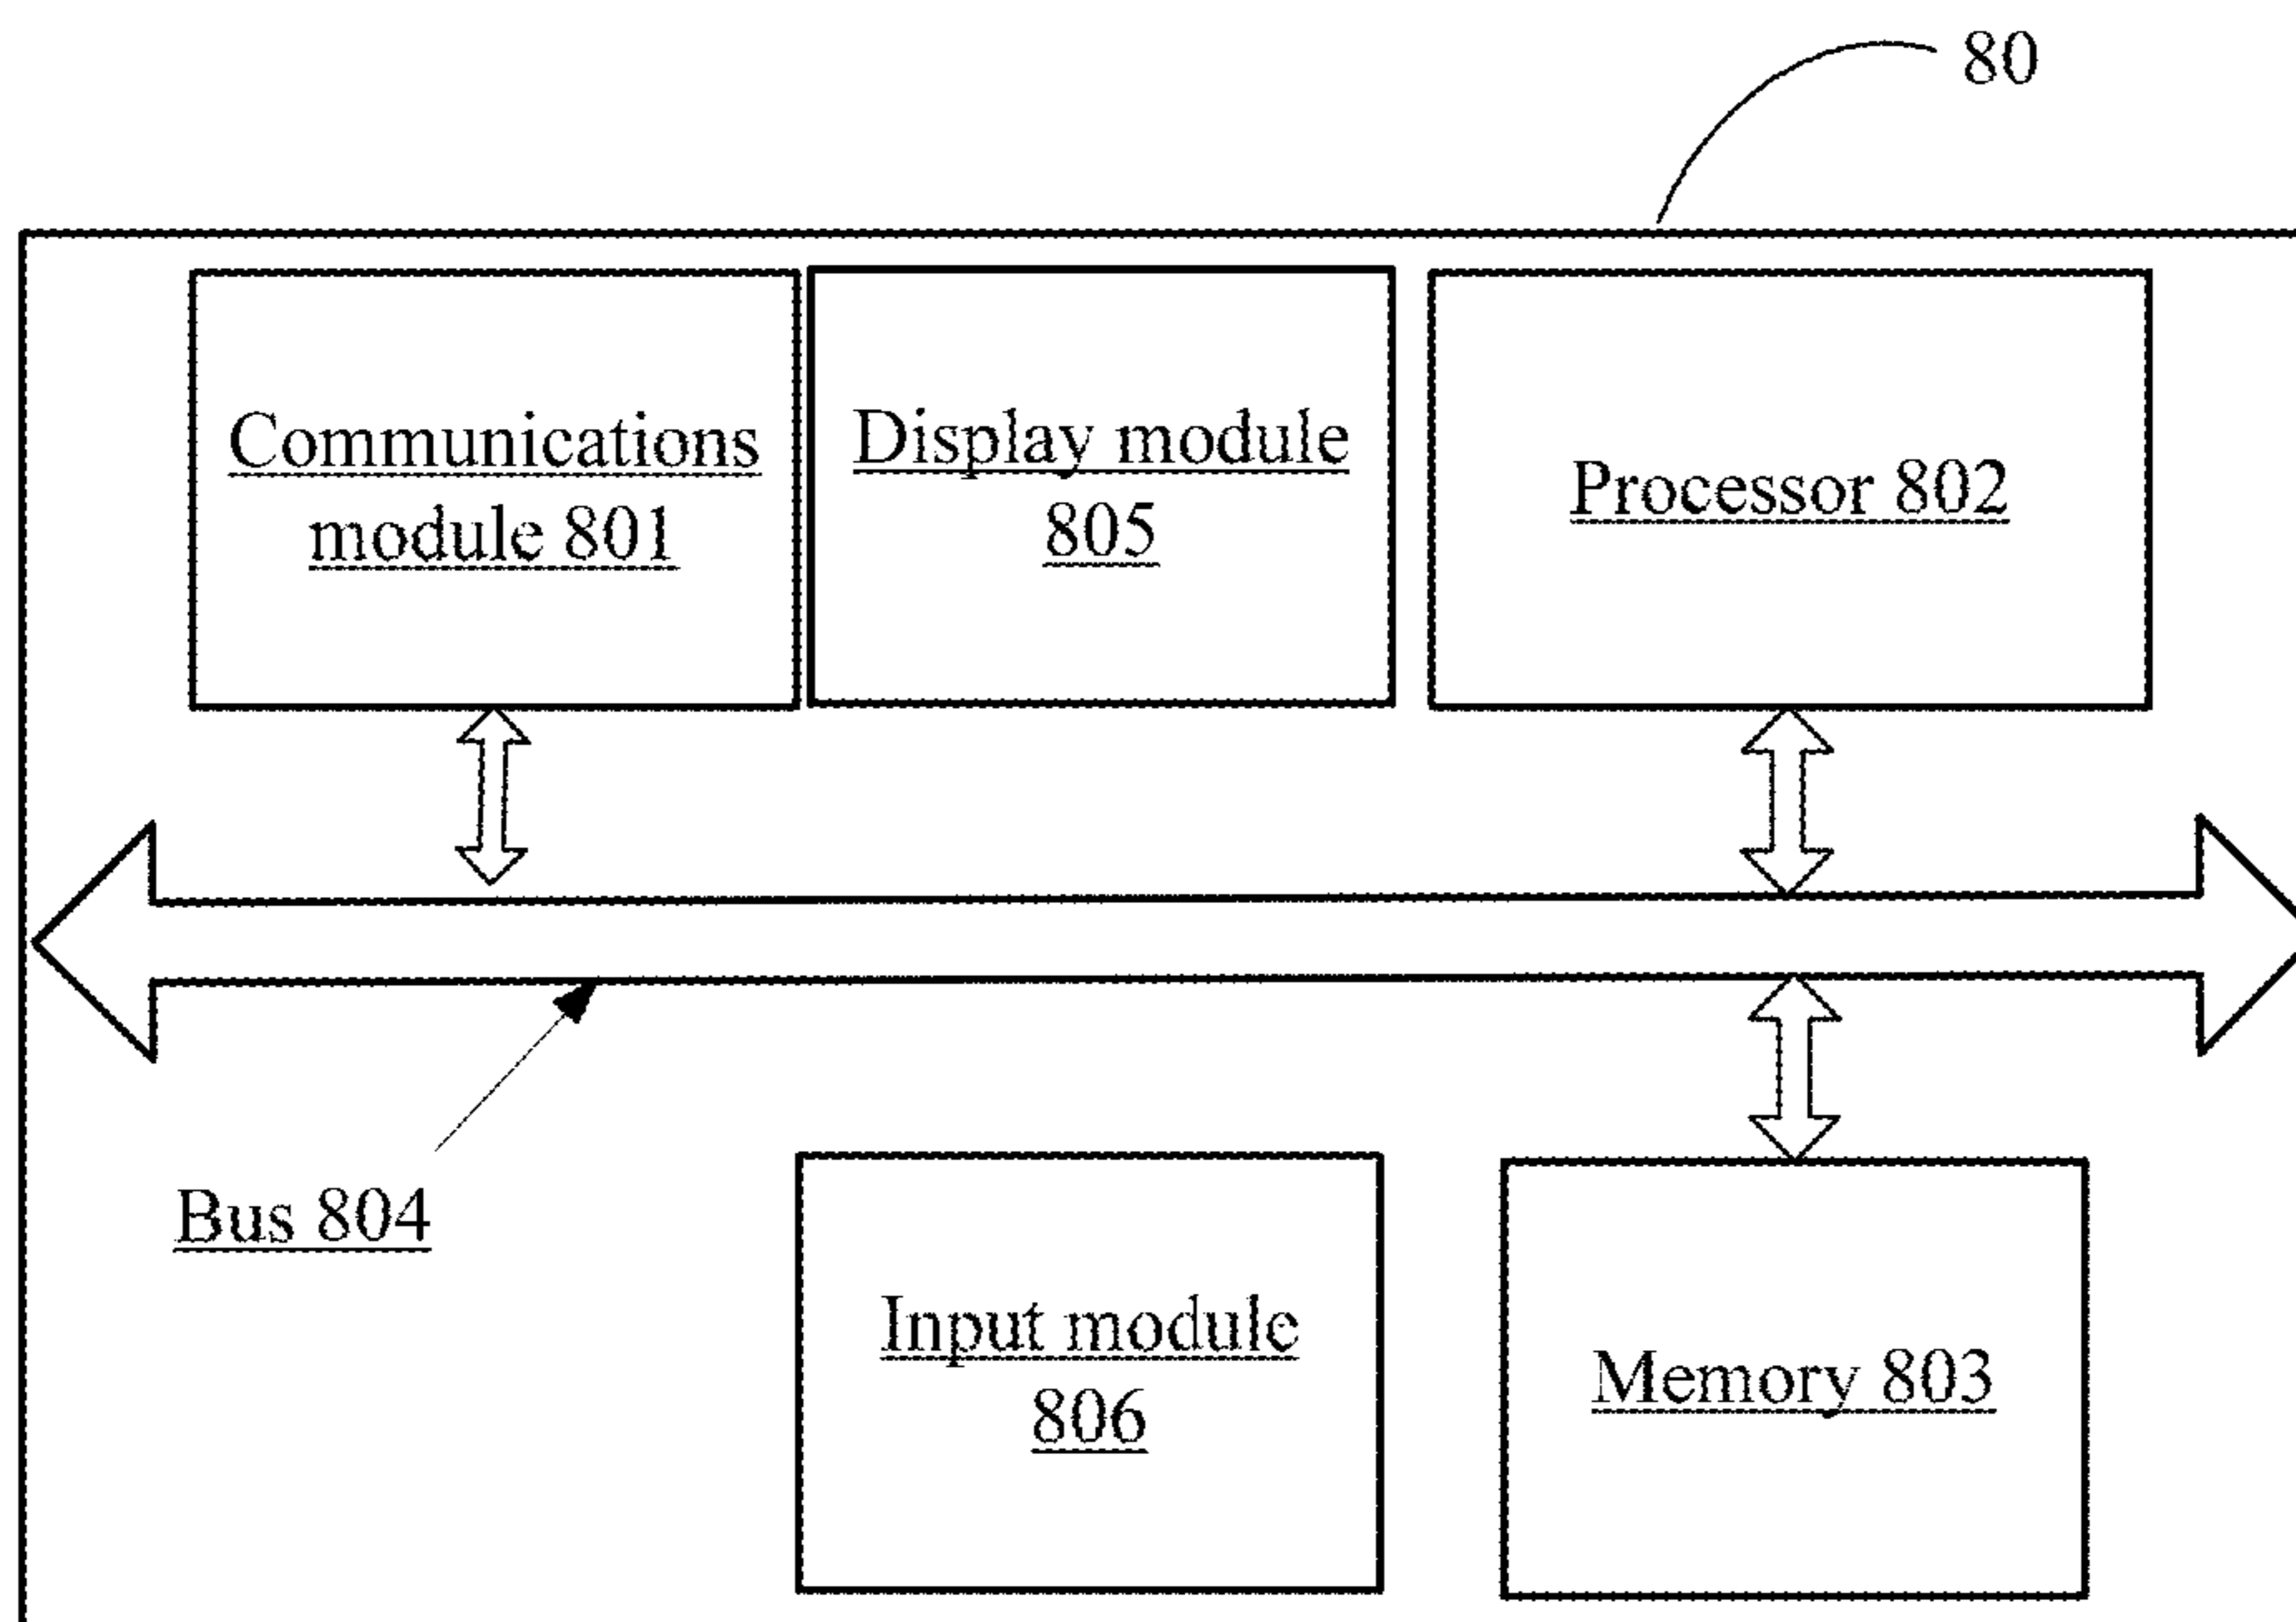 80
Communications
module 801
Display module
805
Processor 802
Bus 804
Input module
806
Memory 803